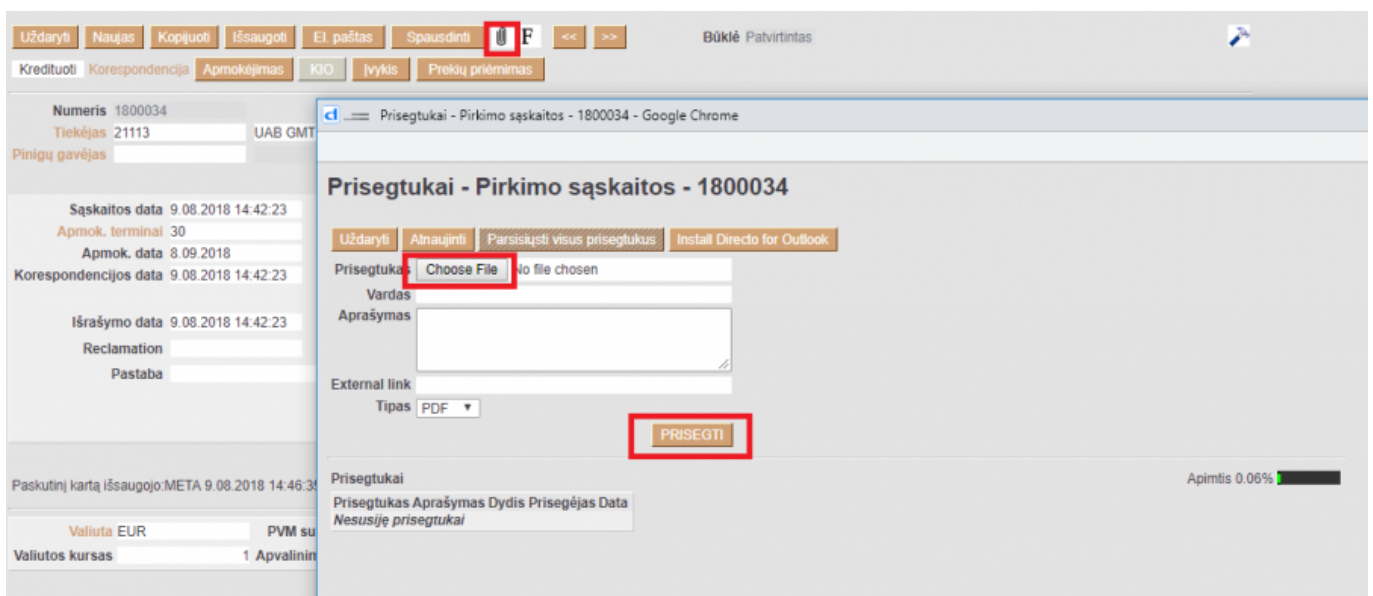 Uždaryti Naujas Kopijuoti Išsaugoti El. paštas Spausdinti F << >> Būklė Patvirtintas
Kredituoti Korespondencija Apmokėjimas KIO Įvykis Prekių priėmimas
Numeris 1800034
Tiekėjas 21113 UAB GMT
Pinigų gavėjas
Sąskaitos data 9.08.2018 14:42:23
Apmok. terminai 30
Apmok. data 8.09.2018
Korespondencijos data 9.08.2018 14:42:23
Išrašymo data 9.08.2018 14:42:23
Reclamation
Pastaba
Paskutinį kartą išsaugojo:META 9.08.2018 14:46:35
Valiuta EUR PVM su
Valiutos kursas 1 Apvalinin
Prisegtukai - Pirkimo sąskaitos - 1800034 - Google Chrome
Prisegtukai - Pirkimo sąskaitos - 1800034
Uždaryti Atnaujinti Parsisiųsti visus prisegtukus Install Directo for Outlook
Prisegtukas Choose File No file chosen
Vardas
Aprašymas
External link
Tipas PDF
PRISEGTI
Prisegtukai Apimtis 0.06%
Prisegtukas Aprašymas Dydis Prisegėjas Data
Nesusiję prisegtukai